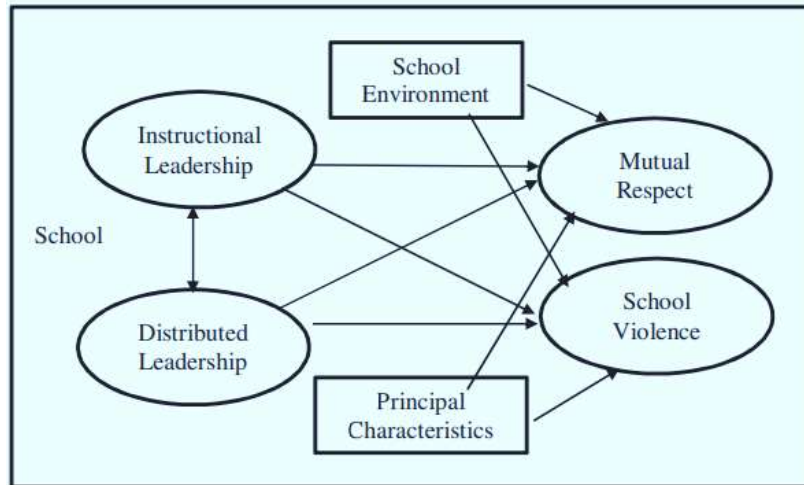 School
Environment
Instructional
Leadership
Mutual
Respect
School
School
Violence
Distributed
Leadership
Principal
Characteristics